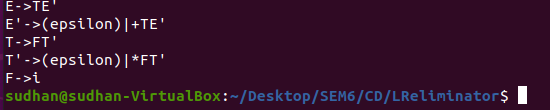 E->TE'
E'->(epsilon)|+TE'
T->FT'
T'->(epsilon)|*FT'
F->i
sudhan@sudhan-VirtualBox:~/Desktop/SEM6/CD/LReliminator$